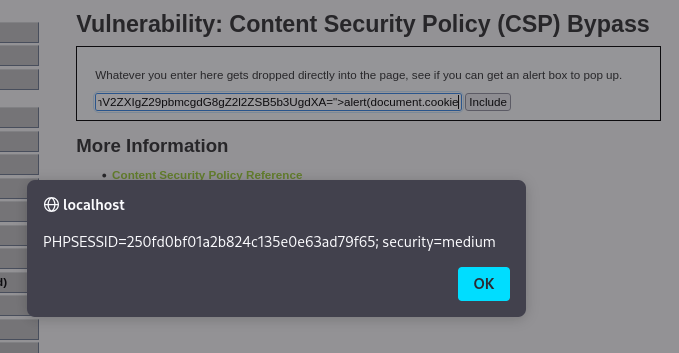 Vulnerability: Content Security Policy (CSP) Bypass
Whatever you enter here gets dropped directly into the page, see if you can get an alert box to pop up.
V2ZXIgZ29pbmcgdG8gZ2l2ZSB5b3UgdXA=">alert(document.cookie
Include
More Information
• Content Security Policy Reference
localhost
PHPSESSID=250fd0bf01a2b824c135e0e63ad79f65; security=medium
OK
d)